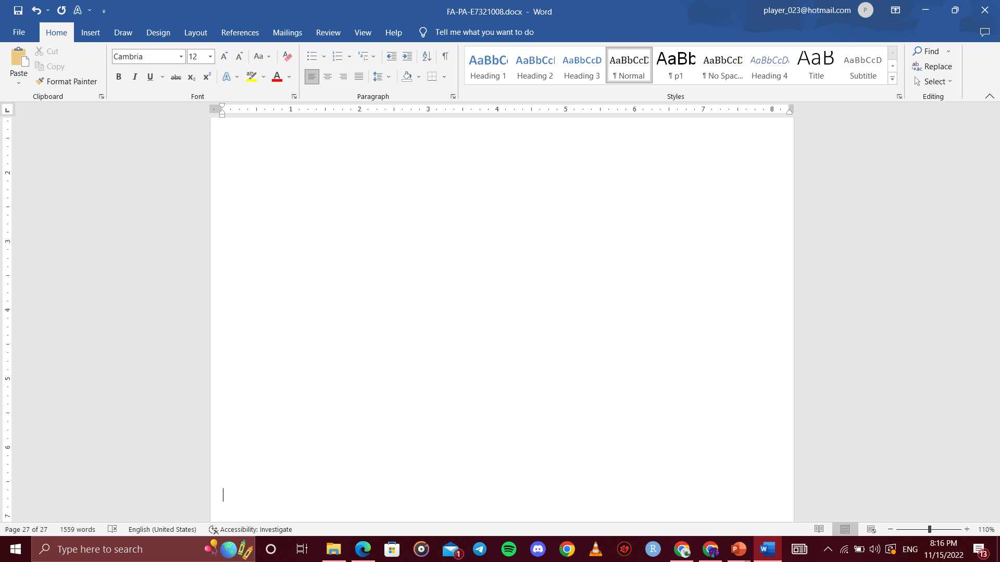 FA-PA-E7321008.docx - Word
player_023@hotmail.com P
File Home Insert Draw Design Layout References Mailings Review View Help Tell me what you want to do
Paste
Cut
Copy
Format Painter
Clipboard
Cambria 12
Aa
B I U abc x₂ x² A ab A
Font
Paragraph
AaBbCc AaBbCcI AaBbCcD AaBbCcD AaBb AaBbCcD AaBbCcD AaB AaBbCcD
Heading 1 Heading 2 Heading 3 ¶ Normal ¶ p1 ¶ No Spac... Heading 4 Title Subtitle
Styles
Find
Replace
Select
Editing
1 2 3 4 5 6 7 8
2
3
4
5
6
7
Page 27 of 27 1559 words English (United States) Accessibility: Investigate 110%
Type here to search
1
R
P
W
ENG
8:16 PM
11/15/2022
13